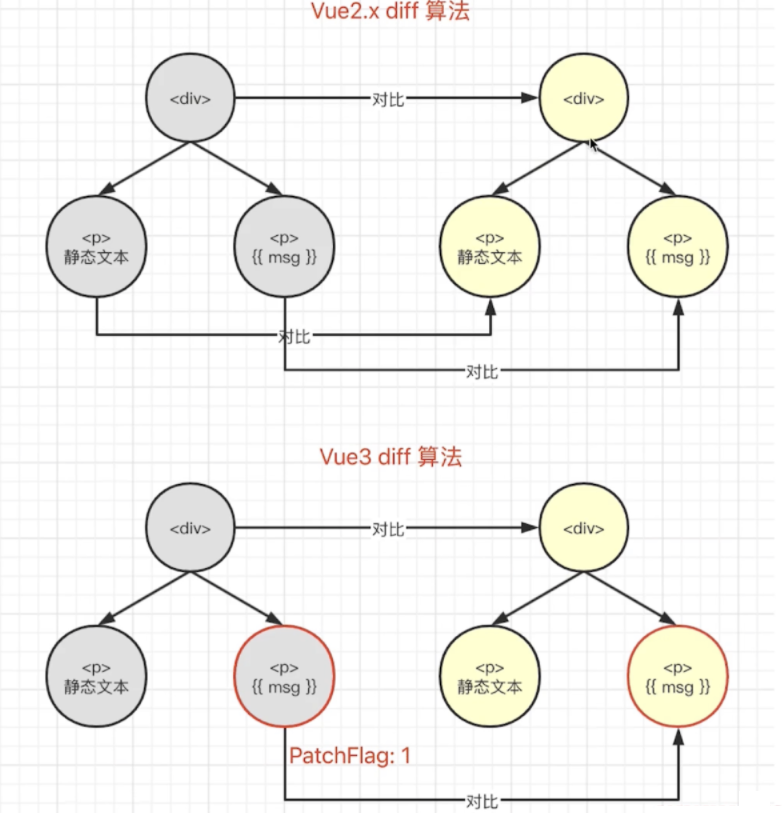 Vue2.x diff 算法
<div>
对比
<div>
<p>
静态文本
<p>
{{ msg }}
<p>
静态文本
<p>
{{ msg }}
对比
对比
Vue3 diff 算法
<div>
对比
<div>
<p>
静态文本
<p>
{{ msg }}
<p>
静态文本
<p>
{{ msg }}
PatchFlag: 1
对比